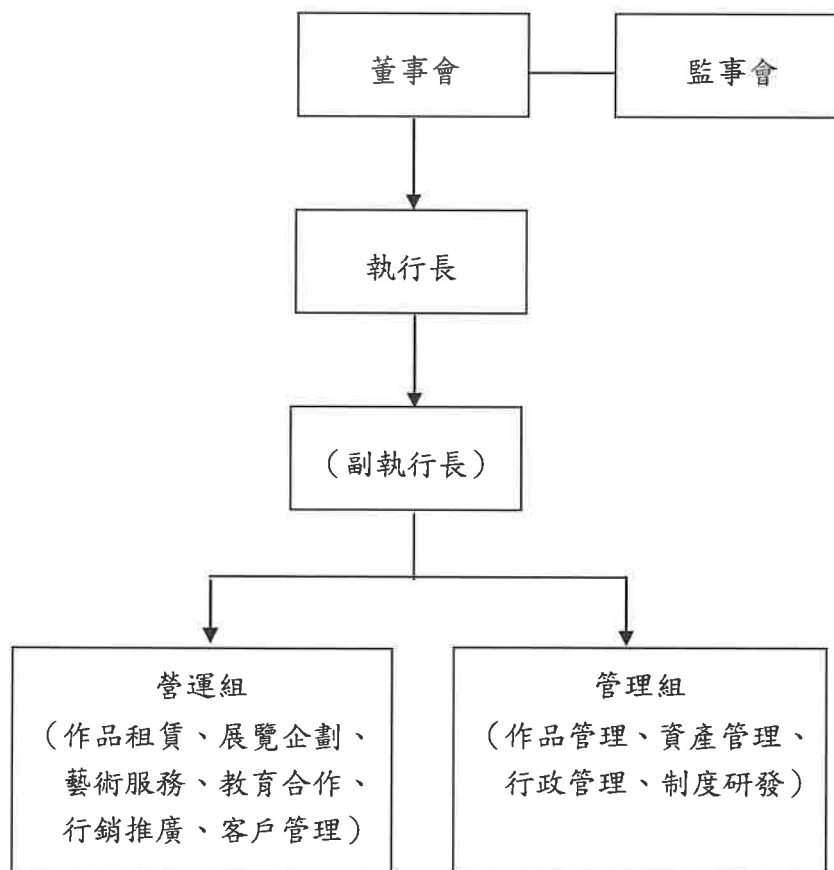 董事會
監事會
執行長
（副執行長）
營運組
（作品租賃、展覽企劃、
藝術服務、教育合作、
行銷推廣、客戶管理）
管理組
（作品管理、資產管理、
行政管理、制度研發）